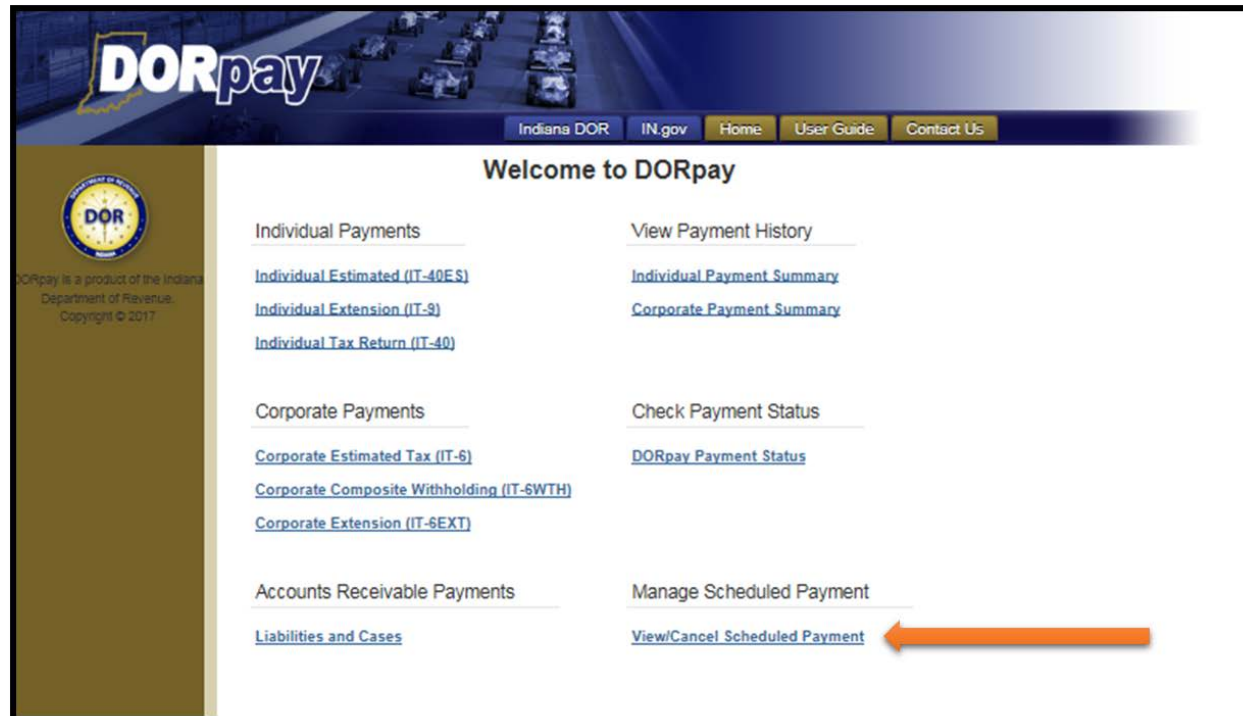 DORpay
Indiana DOR IN.gov Home User Guide Contact Us
DEPARTMENT OF REVENUE
DOR
INDIANA
DORpay is a product of the Indiana
Department of Revenue.
Copyright © 2017
Welcome to DORpay
Individual Payments
Individual Estimated (IT-40ES)
Individual Extension (IT-9)
Individual Tax Return (IT-40)
View Payment History
Individual Payment Summary
Corporate Payment Summary
Corporate Payments
Corporate Estimated Tax (IT-6)
Corporate Composite Withholding (IT-6WTH)
Corporate Extension (IT-6EXT)
Check Payment Status
DORpay Payment Status
Accounts Receivable Payments
Liabilities and Cases
Manage Scheduled Payment
View/Cancel Scheduled Payment